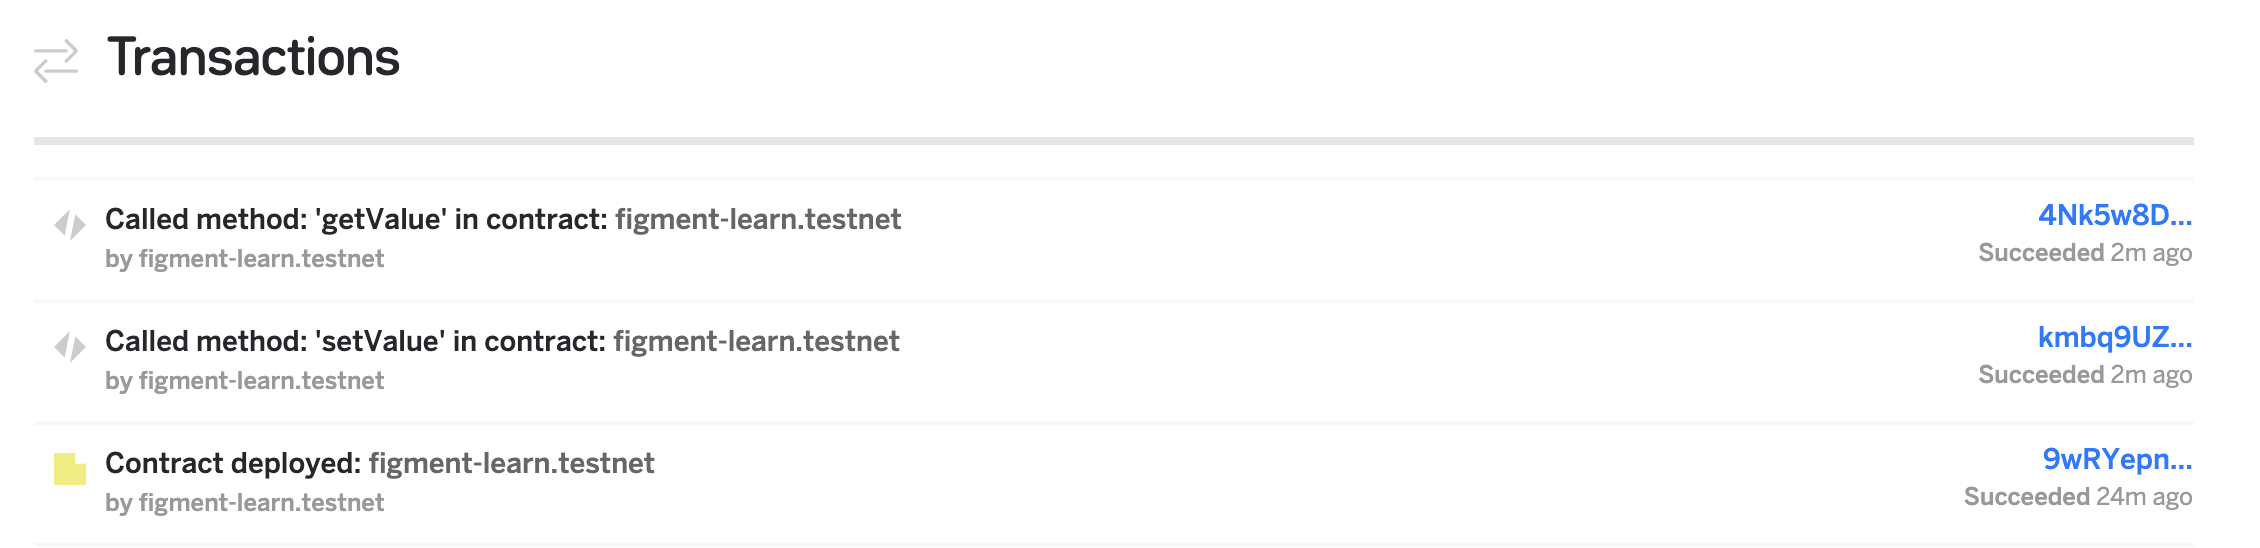 Transactions
Called method: 'getValue' in contract: figment-learn.testnet
4Nk5w8D...
by figment-learn.testnet
Succeeded 2m ago
Called method: 'setValue' in contract: figment-learn.testnet
kmbq9UZ...
by figment-learn.testnet
Succeeded 2m ago
Contract deployed: figment-learn.testnet
9wRYepn...
by figment-learn.testnet
Succeeded 24m ago